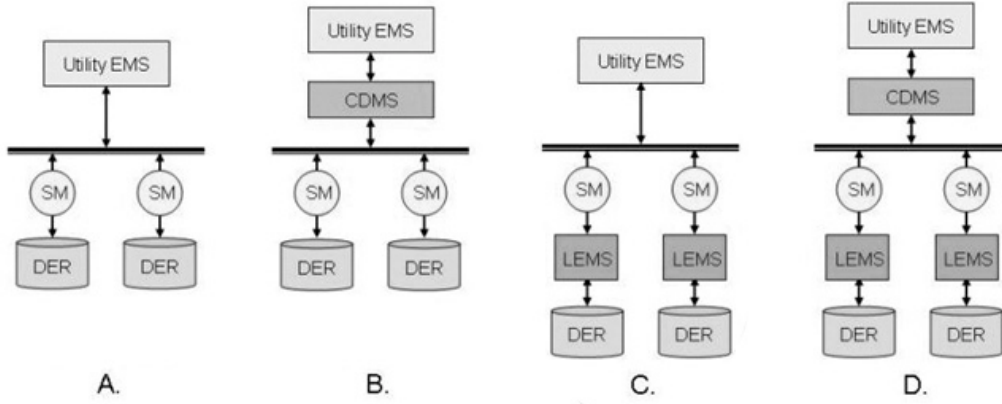 Utility EMS
SM SM
DER DER
A.
Utility EMS
CDMS
SM SM
DER DER
B.
Utility EMS
SM SM
LEMS LEMS
DER DER
C.
Utility EMS
CDMS
SM SM
LEMS LEMS
DER DER
D.